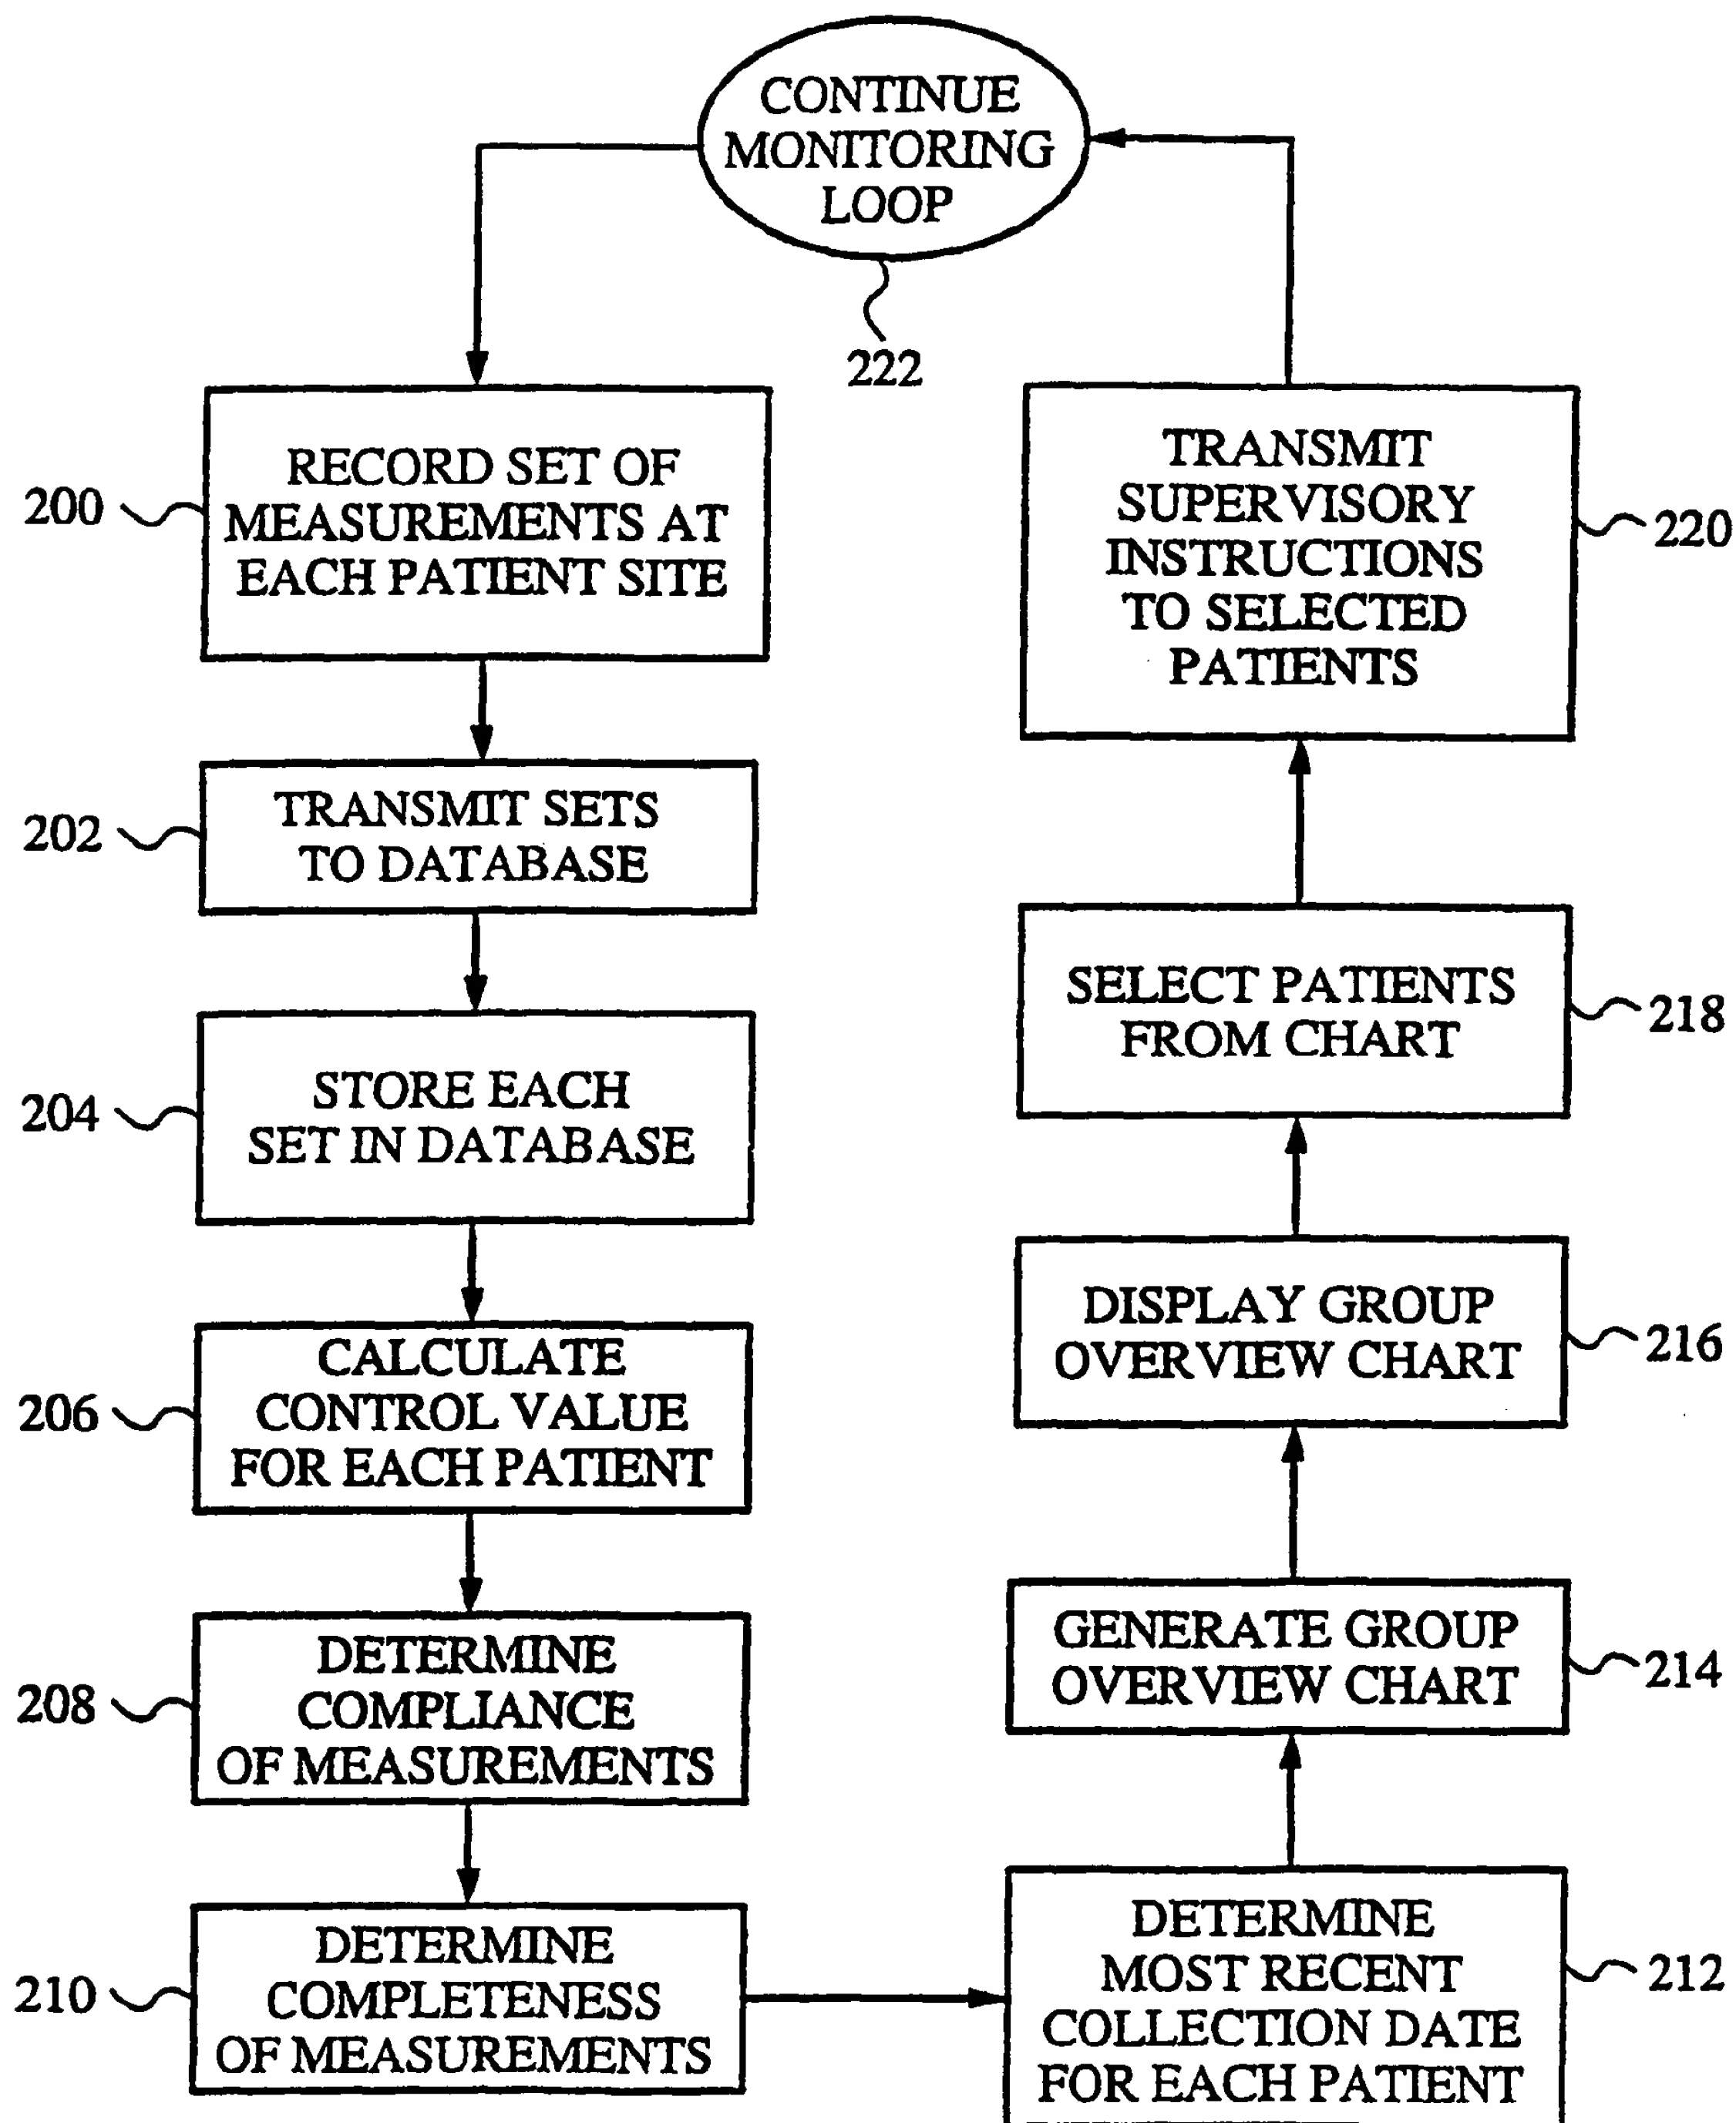 CONTINUE
MONITORING
LOOP
222
200
RECORD SET OF
MEASUREMENTS AT
EACH PATIENT SITE
202
TRANSMIT SETS
TO DATABASE
204
STORE EACH
SET IN DATABASE
206
CALCULATE
CONTROL VALUE
FOR EACH PATIENT
208
DETERMINE
COMPLIANCE
OF MEASUREMENTS
210
DETERMINE
COMPLETENESS
OF MEASUREMENTS
DETERMINE
MOST RECENT
COLLECTION DATE
FOR EACH PATIENT
212
GENERATE GROUP
OVERVIEW CHART
214
DISPLAY GROUP
OVERVIEW CHART
216
SELECT PATIENTS
FROM CHART
218
TRANSMIT
SUPERVISORY
INSTRUCTIONS
TO SELECTED
PATIENTS
220